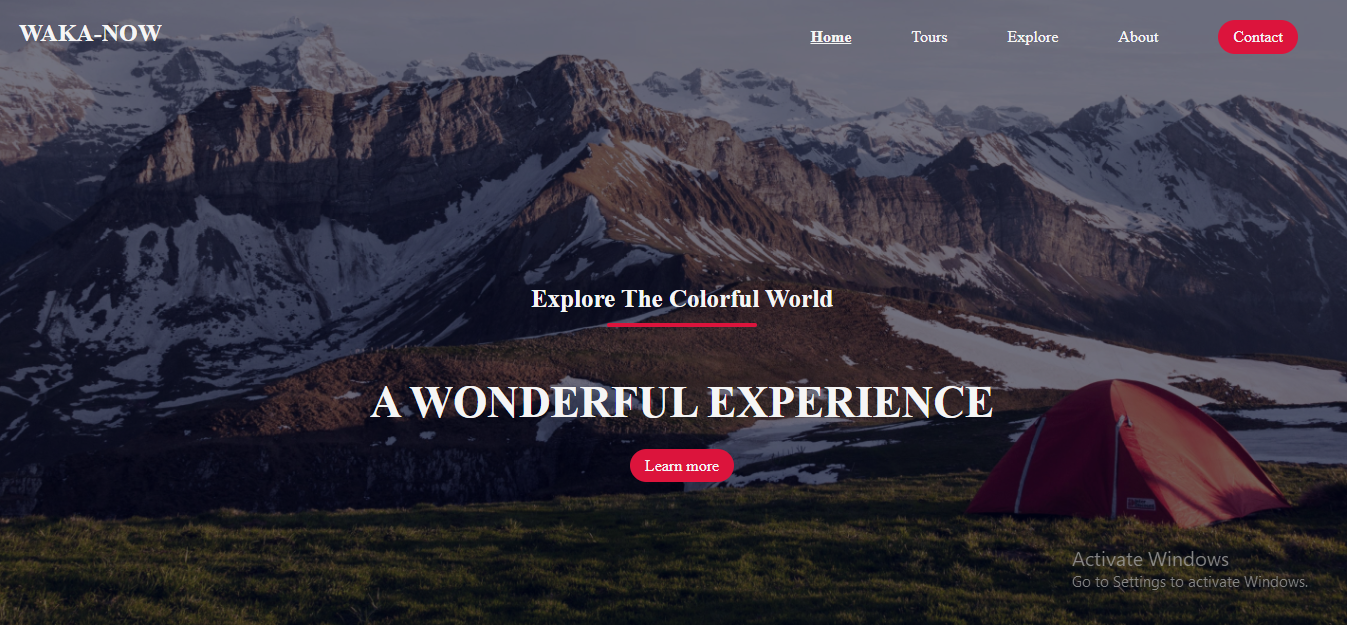 WAKA-NOW
Home Tours Explore About Contact
Explore The Colorful World
A WONDERFUL EXPERIENCE
Learn more
Activate Windows
Go to Settings to activate Windows.